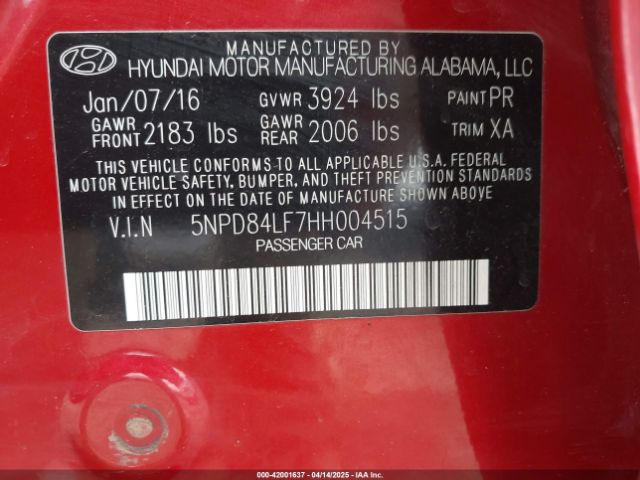 MANUFACTURED BY
HYUNDAI MOTOR MANUFACTURING ALABAMA, LLC
Jan/07/16 GVWR 3924 lbs PAINT PR
GAWR FRONT 2183 lbs GAWR REAR 2006 lbs TRIM XA
THIS VEHICLE CONFORMS TO ALL APPLICABLE U.S.A. FEDERAL
MOTOR VEHICLE SAFETY, BUMPER, AND THEFT PREVENTION STANDARDS
IN EFFECT ON THE DATE OF MANUFACTURE SHOWN ABOVE
V.I.N 5NPD84LF7HH004515
PASSENGER CAR
000-42001637 - 04/14/2025 - IAAI.COM